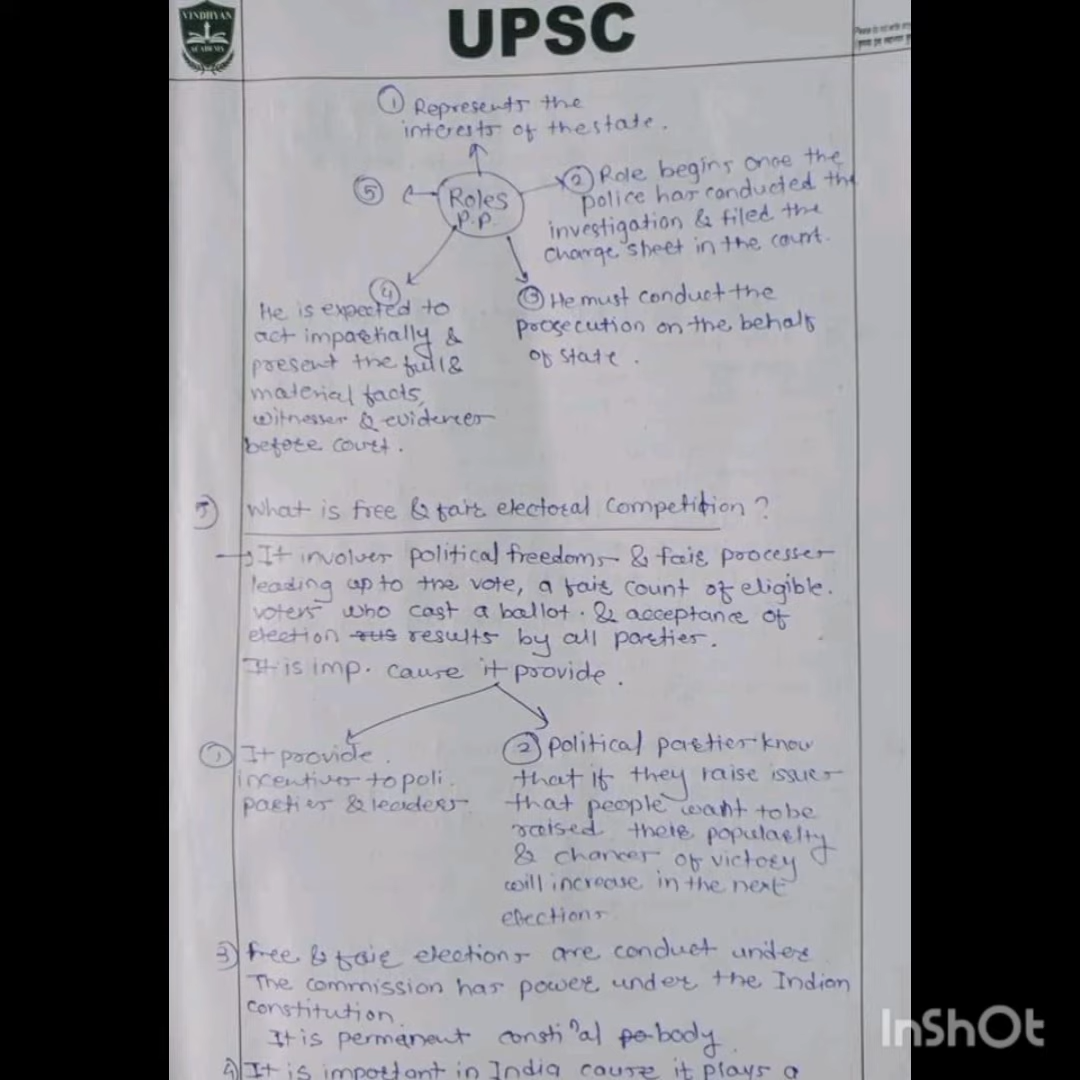 VINDHYAN
ACADEMY
UPSC
① Represents the
interests of the state.
② Role begins once the
police has conducted the
investigation & filed the
charge sheet in the court.
⑤
Roles
P.P.
④
He is expected to
act impartially &
present the full &
material facts,
witnesses & evidences
before court.
③ He must conduct the
prosecution on the behalf
of state.
5) What is free & fair electoral competition?
→ It involves political freedoms & fair processes
leading up to the vote, a fair count of eligible.
voters who cast a ballot. & acceptance of
election results by all parties.
It is imp. cause it provide.
① It provide.
incentives to poli.
parties & leaders.
② political parties know
that if they raise issues
that people want to be
raised their popularity
& chances of victory
will increase in the next
elections
3) free & fair elections are conduct under
The commission has power under the Indian
constitution.
It is permanent consti'al body.
4) It is important in India cause it plays a
InShOt